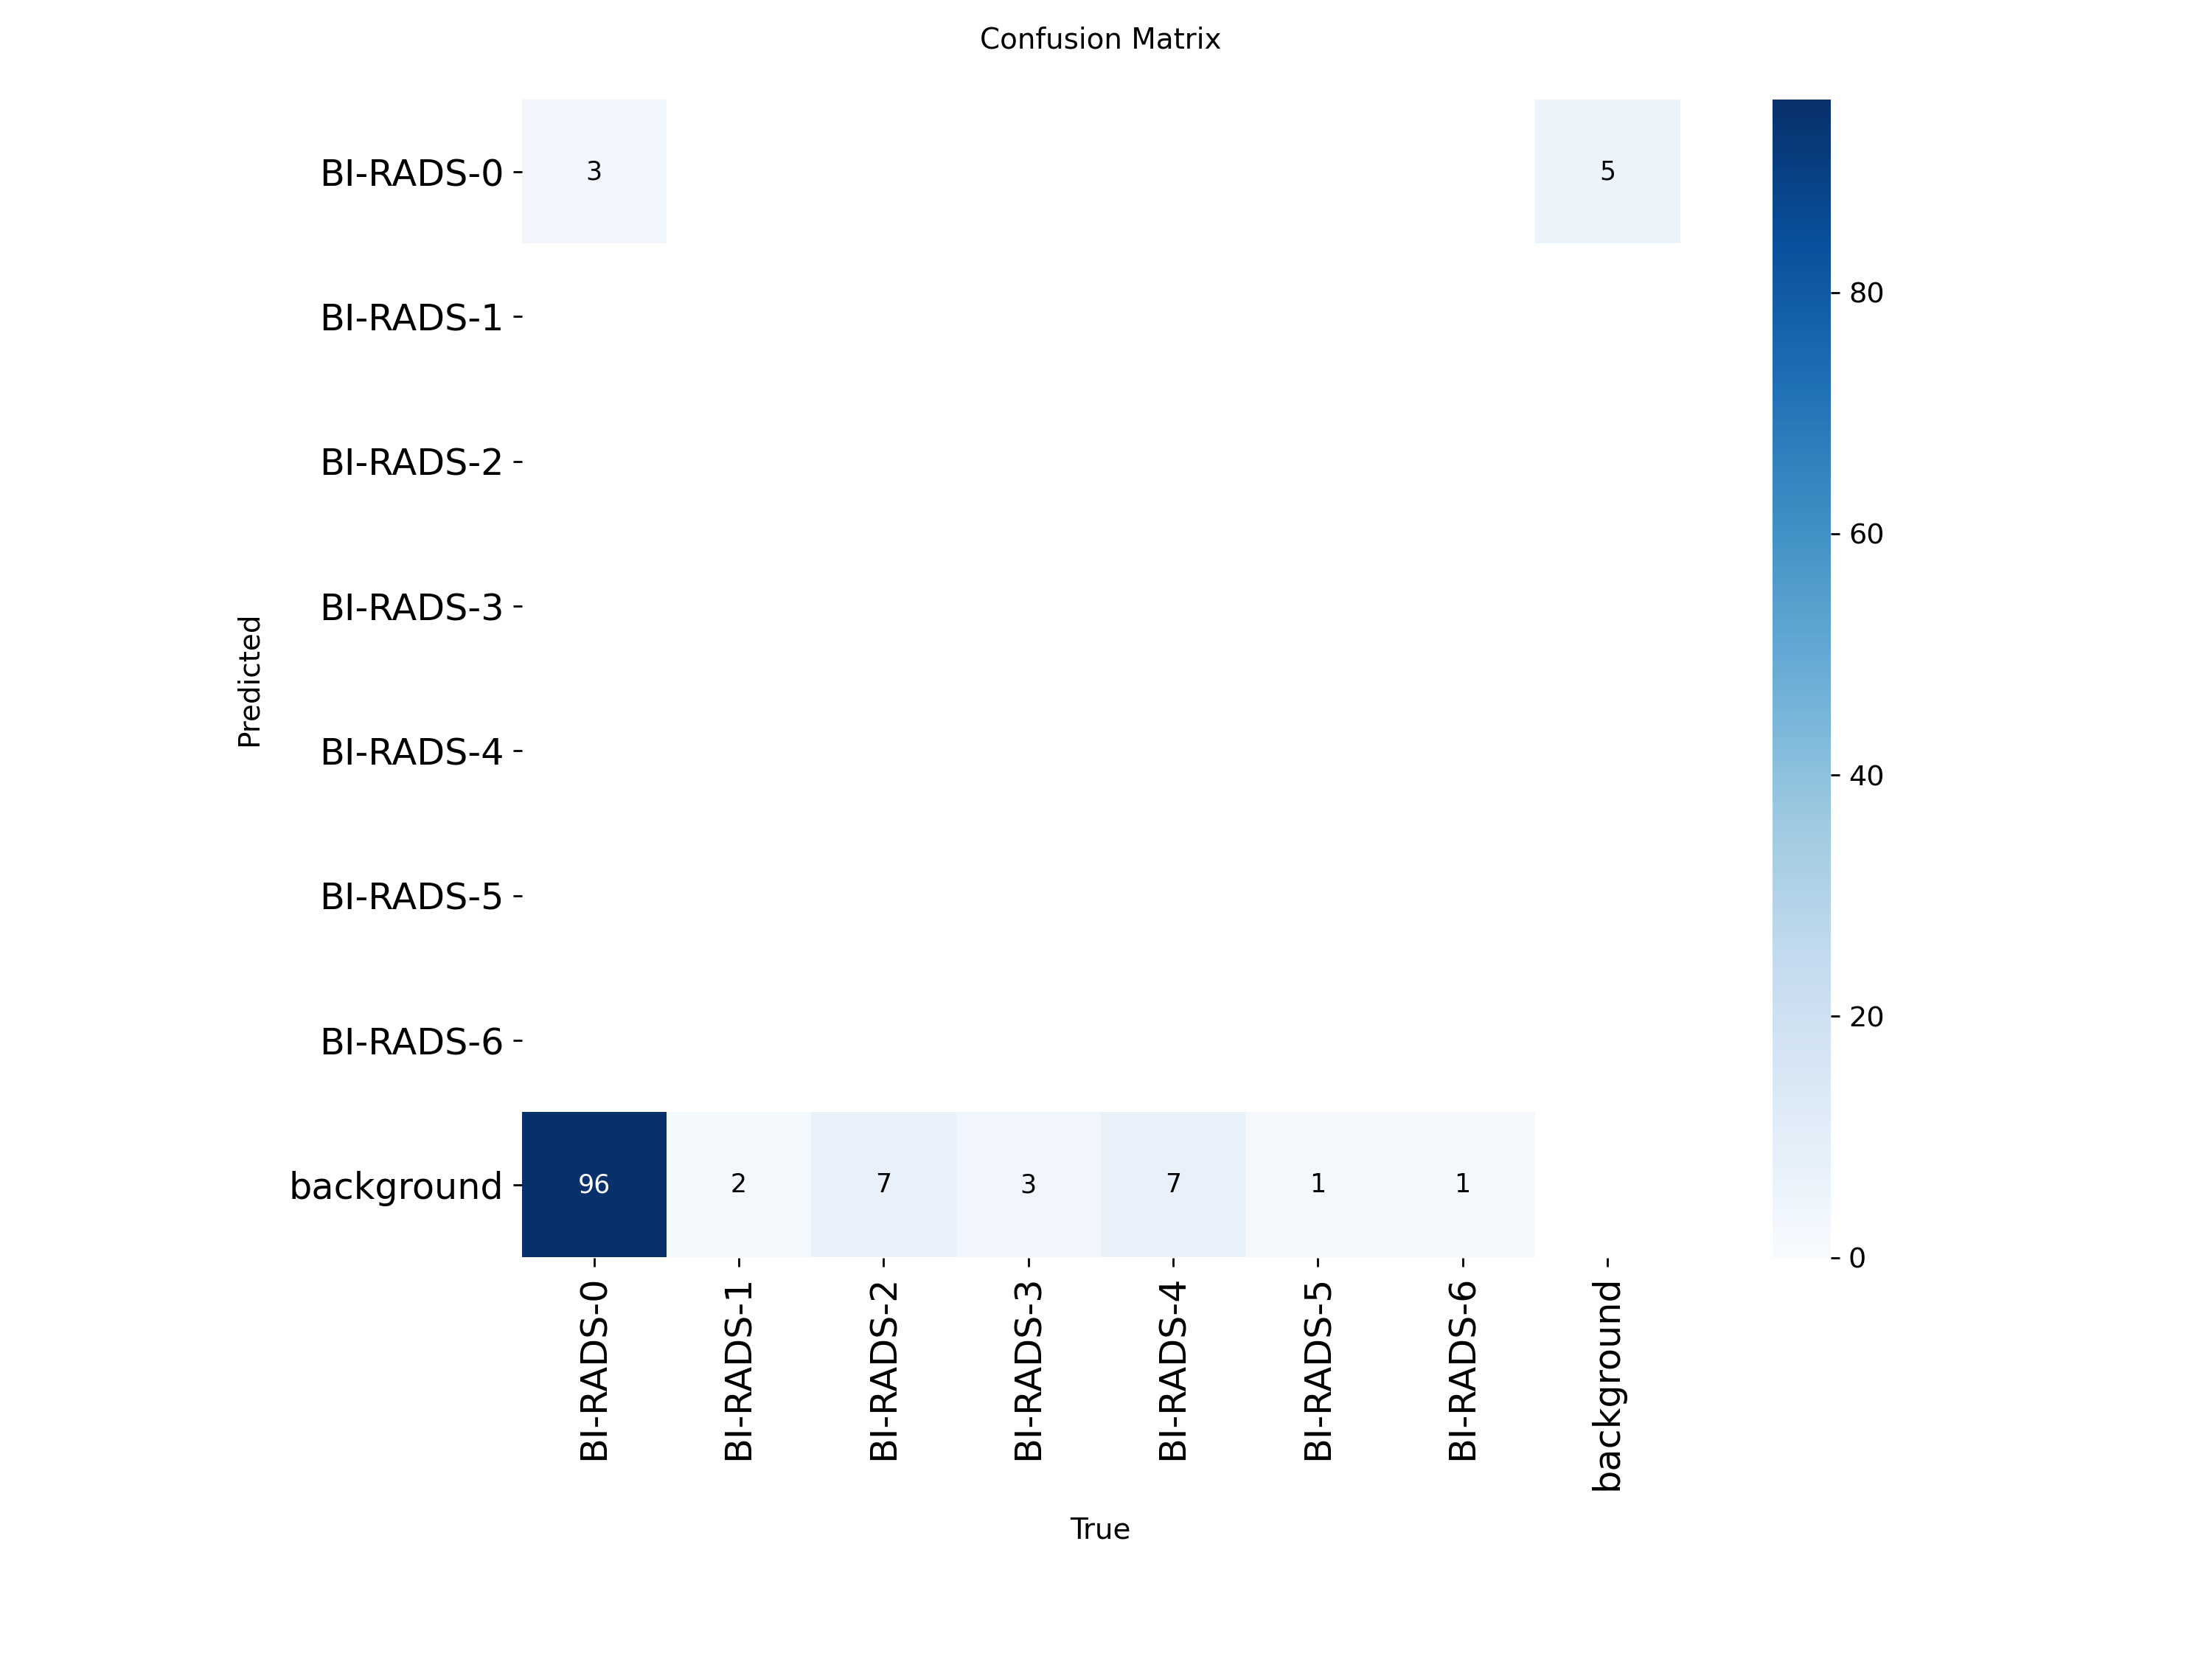 Confusion Matrix
BI-RADS-0
3
5
BI-RADS-1
80
BI-RADS-2
60
BI-RADS-3
Predicted
BI-RADS-4
40
BI-RADS-5
20
BI-RADS-6
background
96
2
7
3
7
1
1
0
BI-RADS-0
BI-RADS-1
BI-RADS-2
BI-RADS-3
BI-RADS-4
BI-RADS-5
BI-RADS-6
background
True